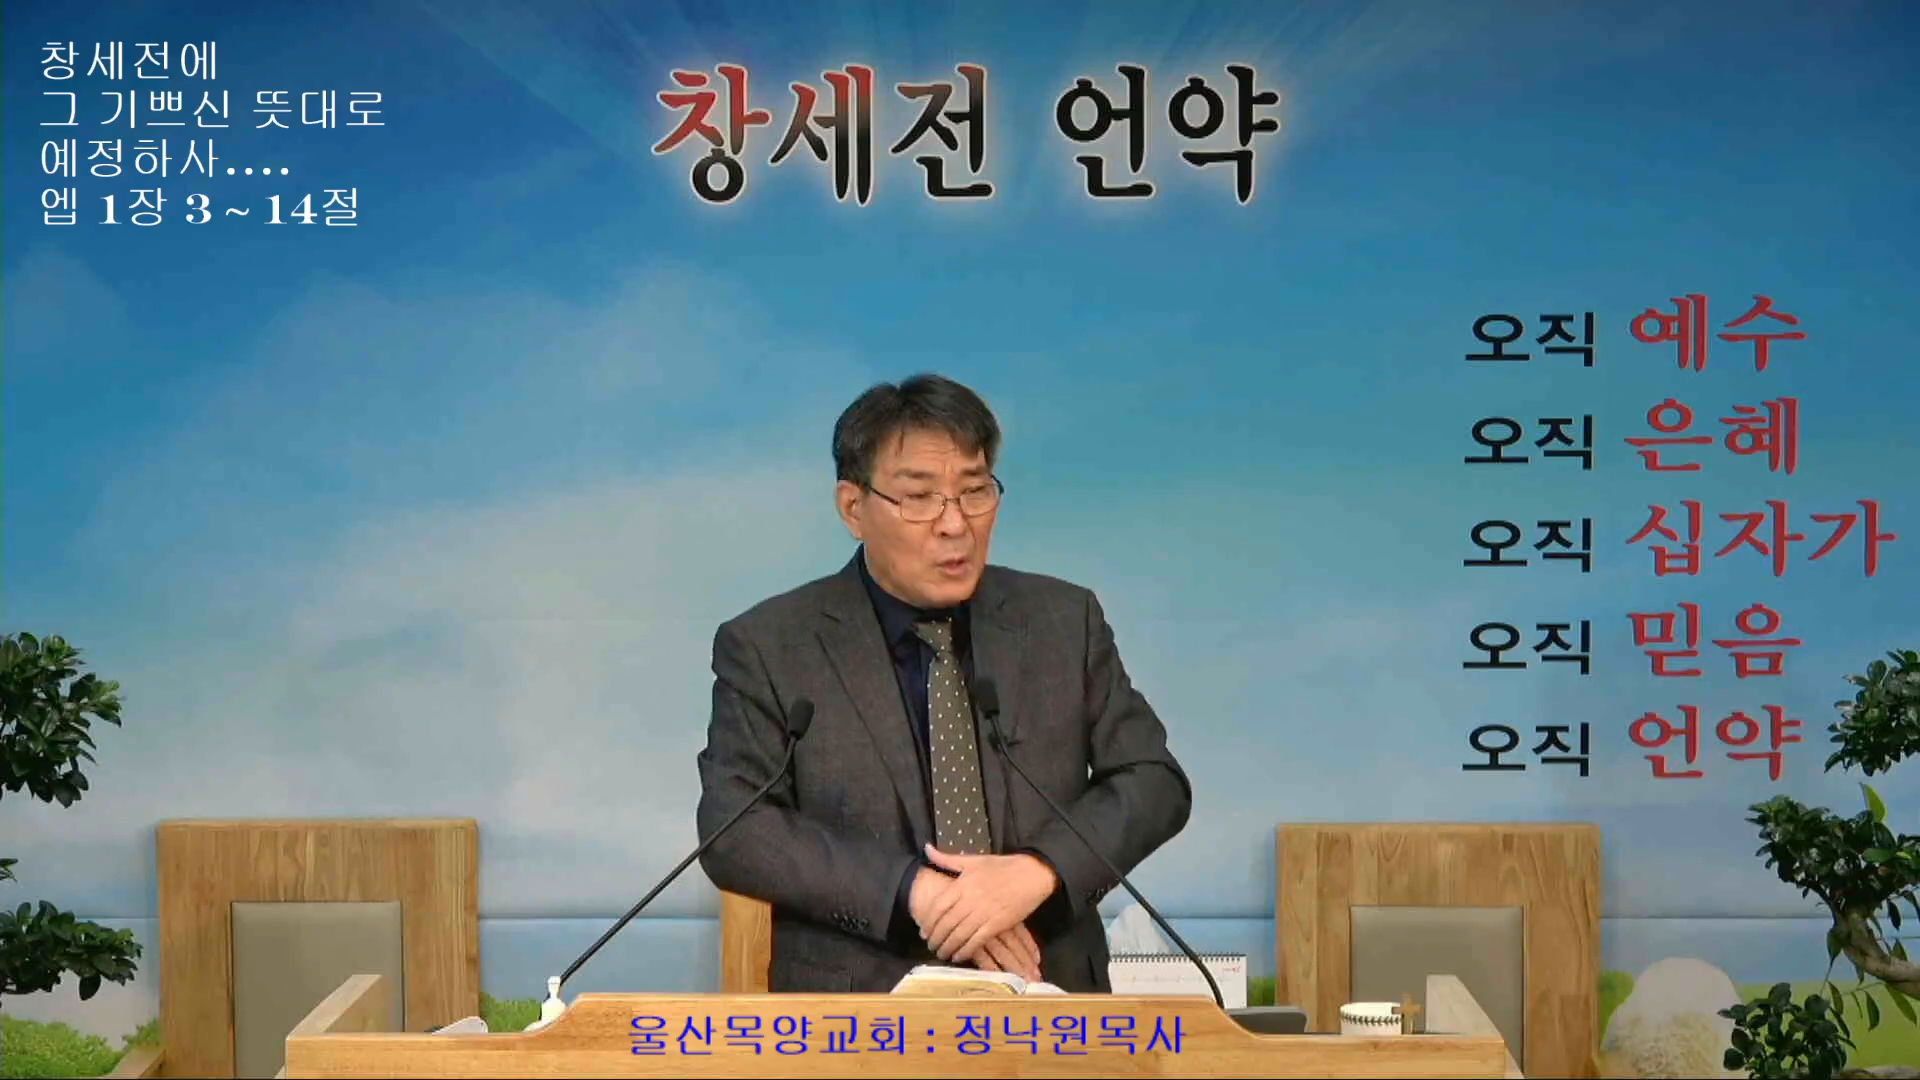 창세전에
그 기쁘신 뜻대로
예정하사....
엡 1장 3 ~ 14절
창세전 언약
오직 예수
오직 은혜
오직 십자가
오직 믿음
오직 언약
울산목양교회 : 정낙원목사